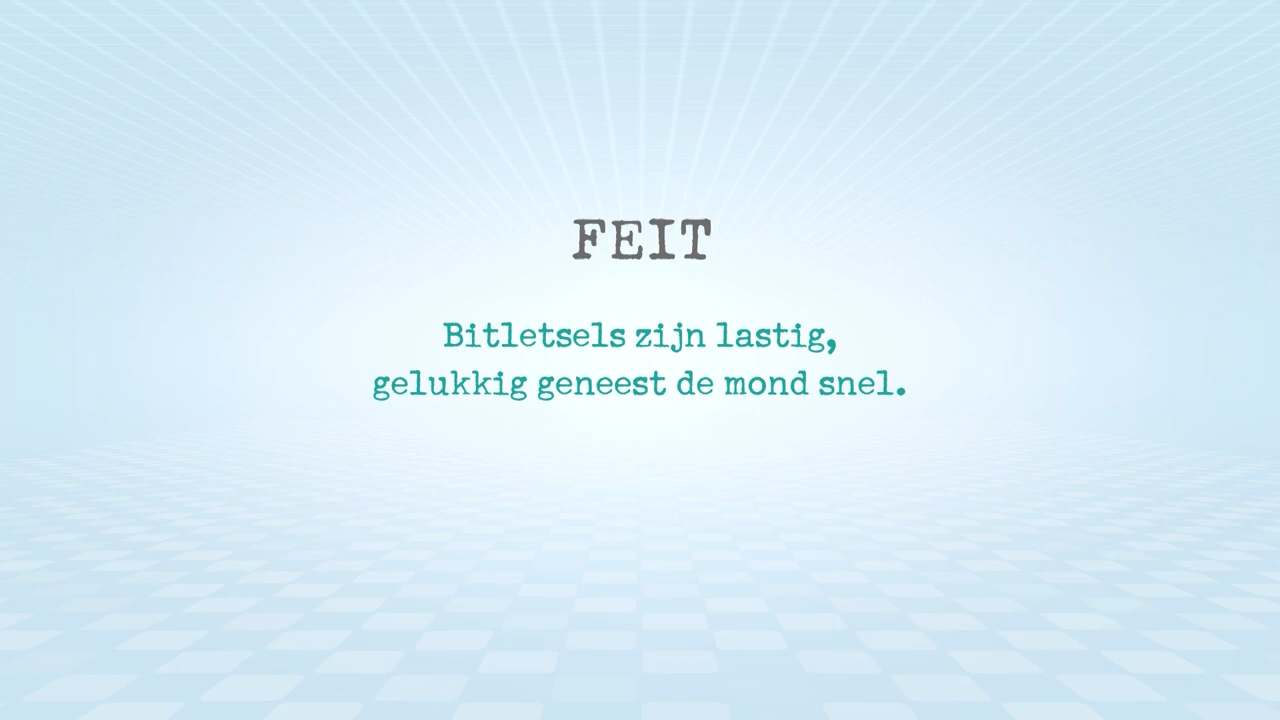 FEIT
Bitletsels zijn lastig,
gelukkig geneest de mond snel.